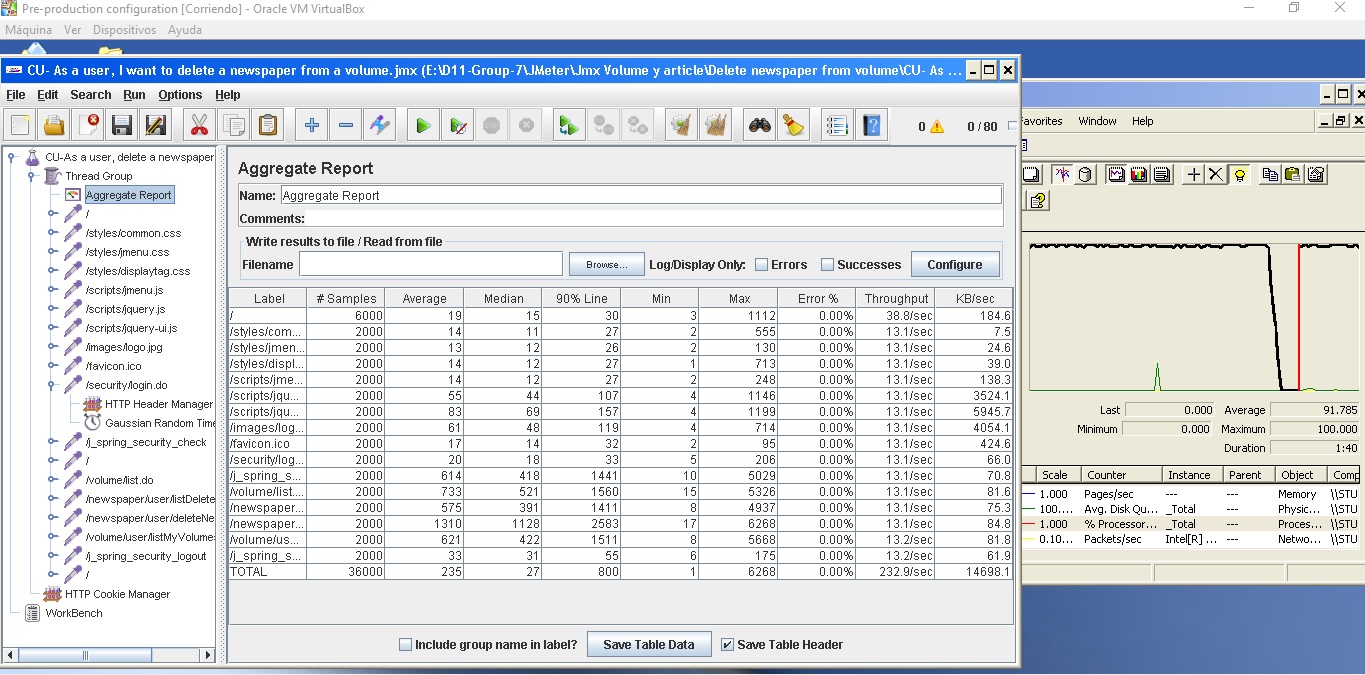 Pre-production configuration [Corriendo] - Oracle VM VirtualBox
Máquina Ver Dispositivos Ayuda
CU- As a user, I want to delete a newspaper from a volume.jmx (E:\D11-Group-7\JMeter\Jmx Volume y article\Delete newspaper from volume\CU- As ...
File Edit Search Run Options Help
0 0 / 80
CU-As a user, delete a newspaper
Thread Group
Aggregate Report
/
/styles/common.css
/styles/jmenu.css
/styles/displaytag.css
/scripts/jmenu.js
/scripts/jquery.js
/scripts/jquery-ui.js
/images/logo.jpg
/favicon.ico
/security/login.do
HTTP Header Manager
Gaussian Random Time
/j_spring_security_check
/
/volume/list.do
/newspaper/user/listDelete
/newspaper/user/deleteNe
/volume/user/listMyVolume
/j_spring_security_logout
/
HTTP Cookie Manager
WorkBench
Aggregate Report
Name: Aggregate Report
Comments:
Write results to file / Read from file
Filename Browse... Log/Display Only: Errors Successes Configure
Label # Samples Average Median 90% Line Min Max Error % Throughput KB/sec
/ 6000 19 15 30 3 1112 0.00% 38.8/sec 184.6
/styles/com... 2000 14 11 27 2 555 0.00% 13.1/sec 7.5
/styles/jmen... 2000 13 12 26 2 130 0.00% 13.1/sec 24.6
/styles/displ... 2000 14 12 27 1 713 0.00% 13.1/sec 39.0
/scripts/jme... 2000 14 12 27 2 248 0.00% 13.1/sec 138.3
/scripts/jqu... 2000 55 44 107 4 1146 0.00% 13.1/sec 3524.1
/scripts/jqu... 2000 83 69 157 4 1199 0.00% 13.1/sec 5945.7
/images/log... 2000 61 48 119 4 714 0.00% 13.1/sec 4054.1
/favicon.ico 2000 17 14 32 2 95 0.00% 13.1/sec 424.6
/security/log... 2000 20 18 33 5 206 0.00% 13.1/sec 66.0
/j_spring_s... 2000 614 418 1441 10 5029 0.00% 13.1/sec 70.8
/volume/list.... 2000 733 521 1560 15 5326 0.00% 13.1/sec 81.6
/newspaper... 2000 575 391 1411 8 4937 0.00% 13.1/sec 75.3
/newspaper... 2000 1310 1128 2583 17 6268 0.00% 13.1/sec 84.8
/volume/us... 2000 621 422 1511 8 5668 0.00% 13.2/sec 81.8
/j_spring_s... 2000 33 31 55 6 175 0.00% 13.2/sec 61.9
TOTAL 36000 235 27 800 1 6268 0.00% 232.9/sec 14698.1
Include group name in label? Save Table Data Save Table Header
avorites Window Help
Last 0.000 Average 91.785
Minimum 0.000 Maximum 100.000
Duration 1:40
Scale Counter Instance Parent Object Comp
1.000 Pages/sec --- --- Memory \\STU
100.... Avg. Disk Qu... _Total --- Physic... \\STU
1.000 % Processor... _Total --- Proces... \\STU
0.10... Packets/sec Intel[R] ... --- Netwo... \\STU